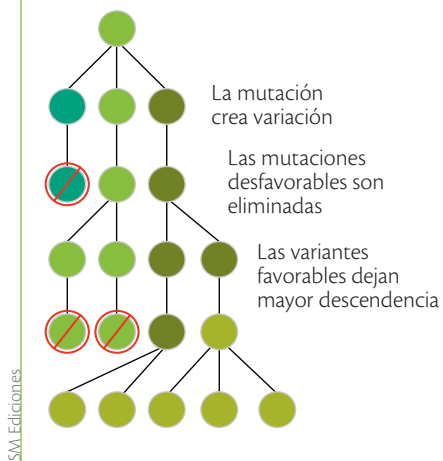 La mutación
crea variación
Las mutaciones
desfavorables son
eliminadas
Las variantes
favorables dejan
mayor descendencia
SM Ediciones